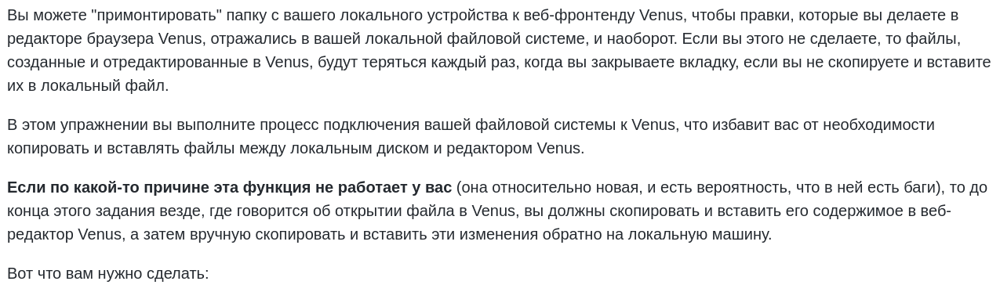 Вы можете "примонтировать" папку с вашего локального устройства к веб-фронтенду Venus, чтобы правки, которые вы делаете в
редакторе браузера Venus, отражались в вашей локальной файловой системе, и наоборот. Если вы этого не сделаете, то файлы,
созданные и отредактированные в Venus, будут теряться каждый раз, когда вы закрываете вкладку, если вы не скопируете и вставите
их в локальный файл.
В этом упражнении вы выполните процесс подключения вашей файловой системы к Venus, что избавит вас от необходимости
копировать и вставлять файлы между локальным диском и редактором Venus.
Если по какой-то причине эта функция не работает у вас (она относительно новая, и есть вероятность, что в ней есть баги), то до
конца этого задания везде, где говорится об открытии файла в Venus, вы должны скопировать и вставить его содержимое в веб-
редактор Venus, а затем вручную скопировать и вставить эти изменения обратно на локальную машину.
Вот что вам нужно сделать: